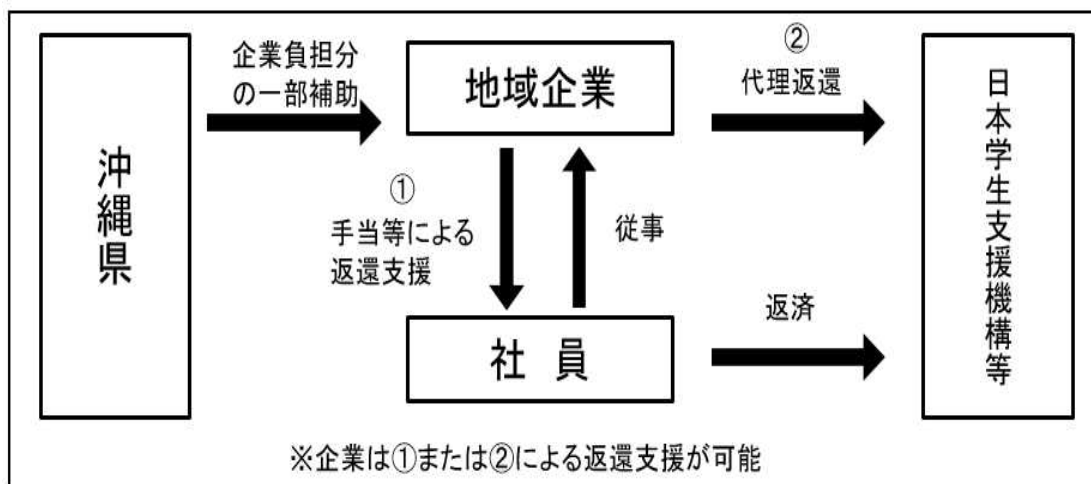 沖縄県
企業負担分
の一部補助
地域企業
②
代理返還
日本学生支援機構等
①
手当等による
返還支援
従事
社 員
返済
※企業は①または②による返還支援が可能